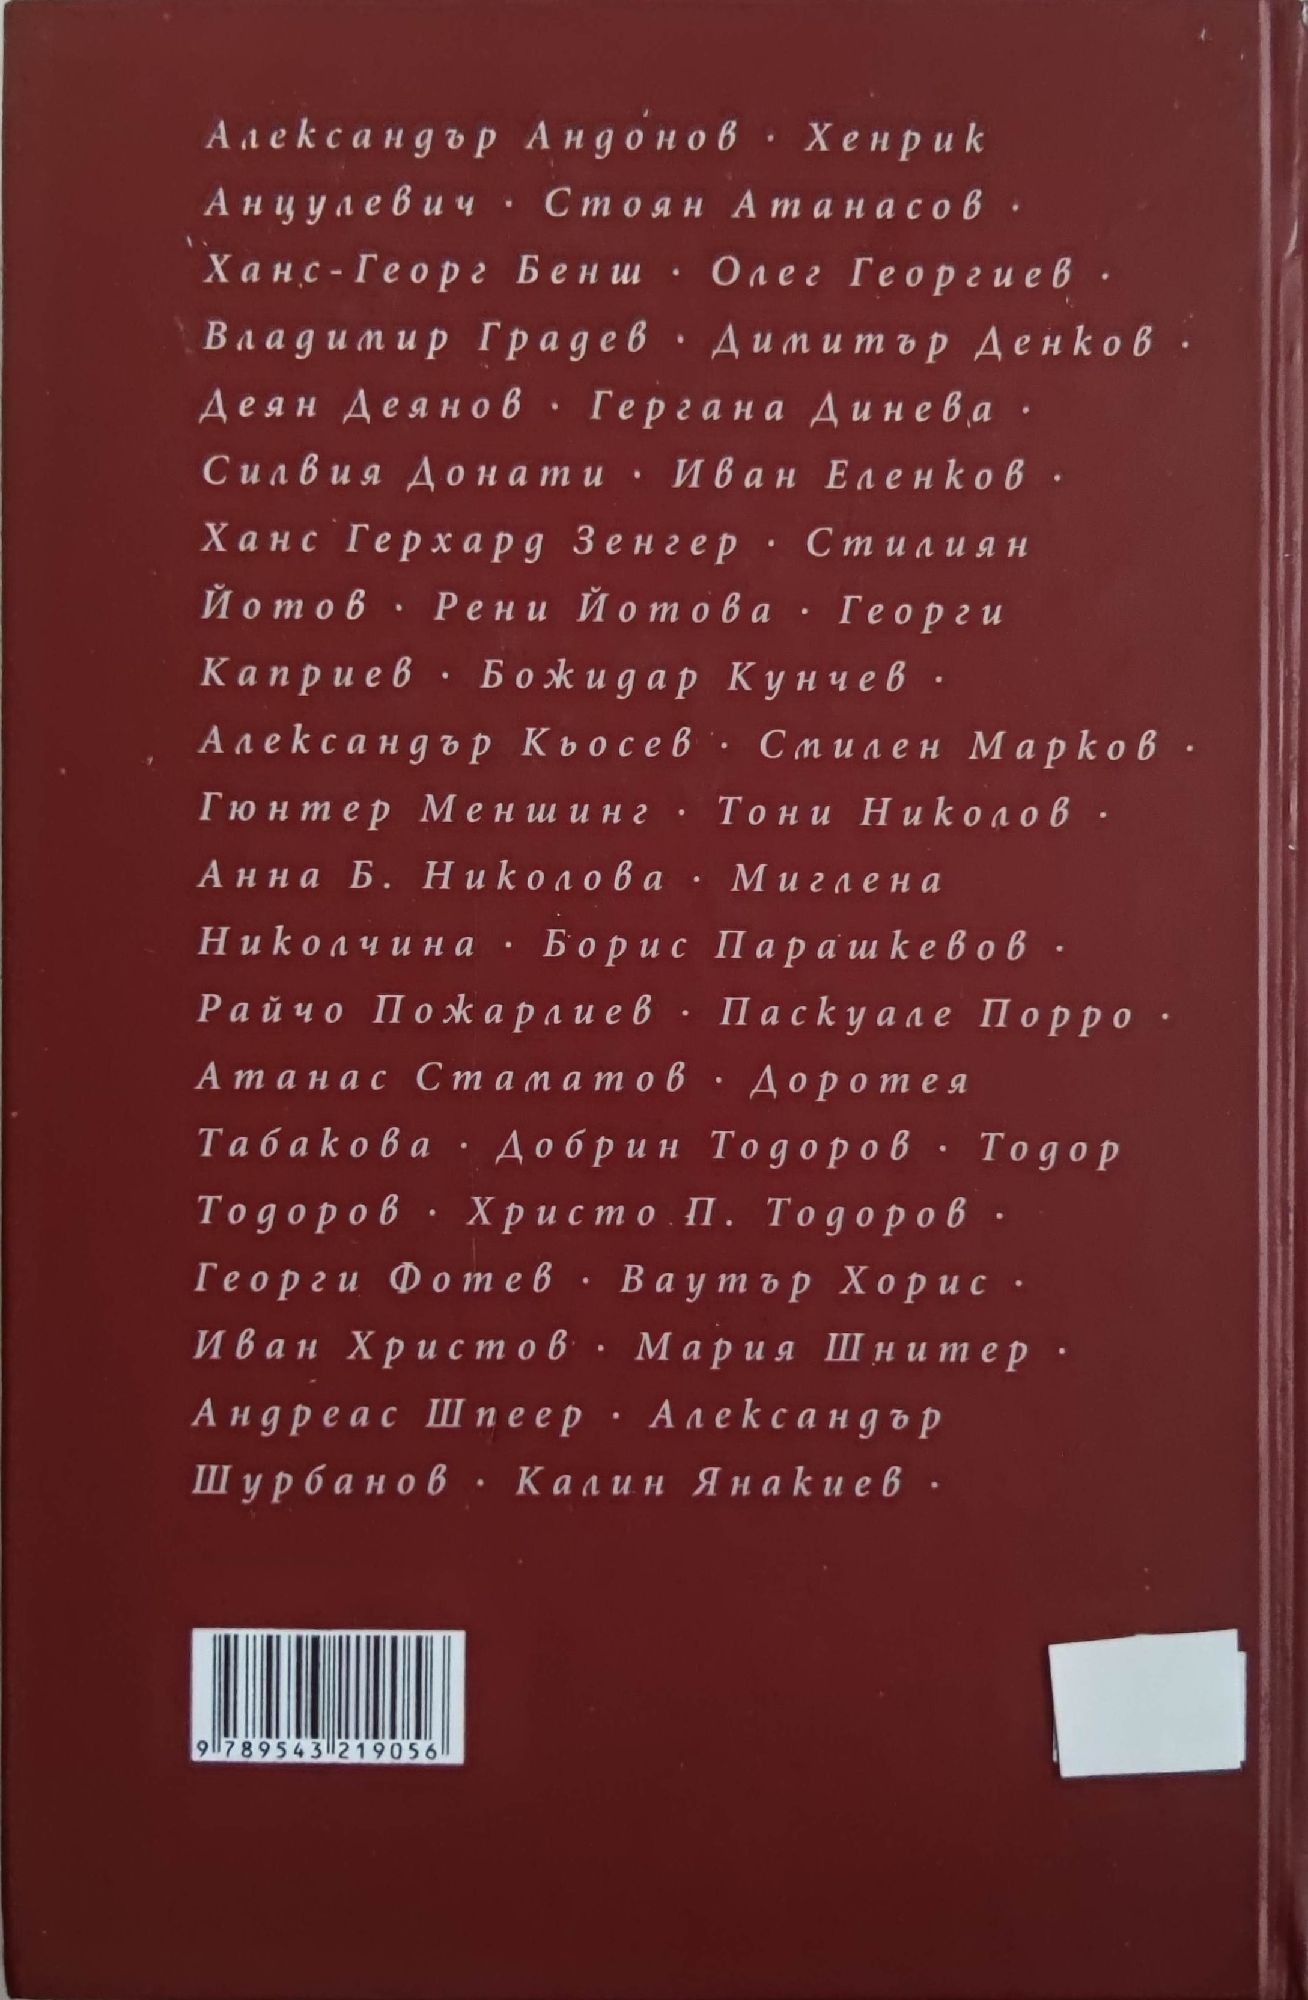 Александър Андонов · Хенрик
Анцулевич · Стоян Атанасов ·
Ханс-Георг Бенш · Олег Георгиев ·
Владимир Градев · Димитър Денков ·
Деян Деянов · Гергана Динева ·
Силвия Донати · Иван Еленков ·
Ханс Герхард Зенгер · Стилиян
Йотов · Рени Йотова · Георги
Каприев · Божидар Кунчев ·
Александър Кьосев · Смилен Марков ·
Гюнтер Меншинг · Тони Николов ·
Анна Б. Николова · Миглена
Николчина · Борис Парашкевов ·
Райчо Пожарлиев · Паскуале Порро ·
Атанас Стаматов · Доротея
Табакова · Добрин Тодоров · Тодор
Тодоров · Христо П. Тодоров ·
Георги Фотев · Ваутър Хорис ·
Иван Христов · Мария Шнитер ·
Андреас Шпеер · Александър
Шурбанов · Калин Янакиев ·
9 789543 219056